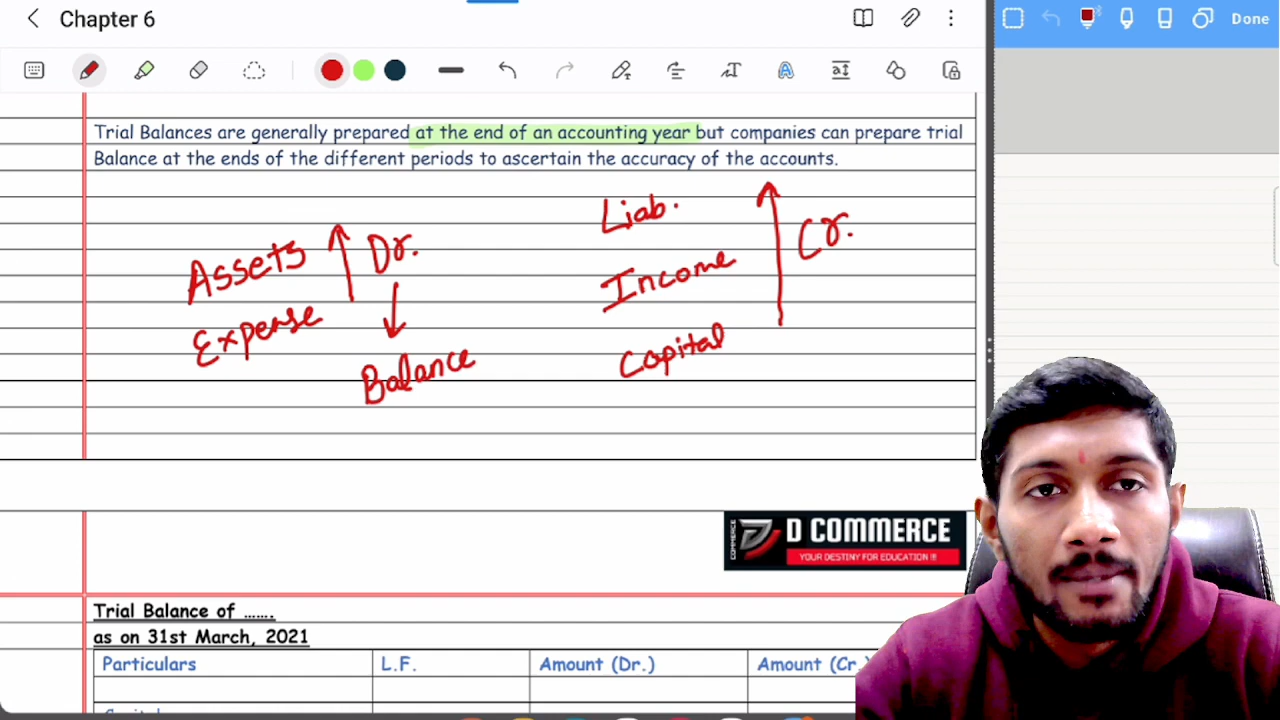 Chapter 6
Done
Trial Balances are generally prepared at the end of an accounting year but companies can prepare trial
Balance at the ends of the different periods to ascertain the accuracy of the accounts.
Assets Dr.
Expense
Balance
Liab.
Income Cr.
Capital
COMMERCE
D COMMERCE
YOUR DESTINY FOR EDUCATION !!!
Trial Balance of .......
as on 31st March, 2021
Particulars L.F. Amount (Dr.) Amount (Cr.)